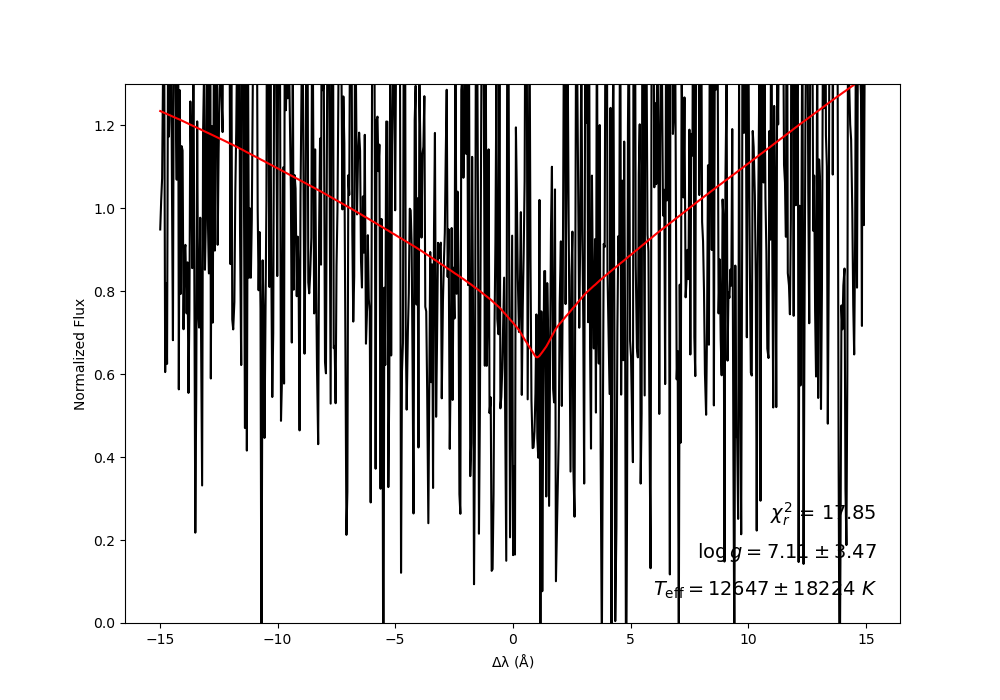 Normalized Flux
1.2
1.0
0.8
0.6
0.4
0.2
0.0
χ²ᵣ = 17.85
log g = 7.11 ± 3.47
T_eff = 12647 ± 18224 K
−15 −10 −5 0 5 10 15
Δλ (Å)